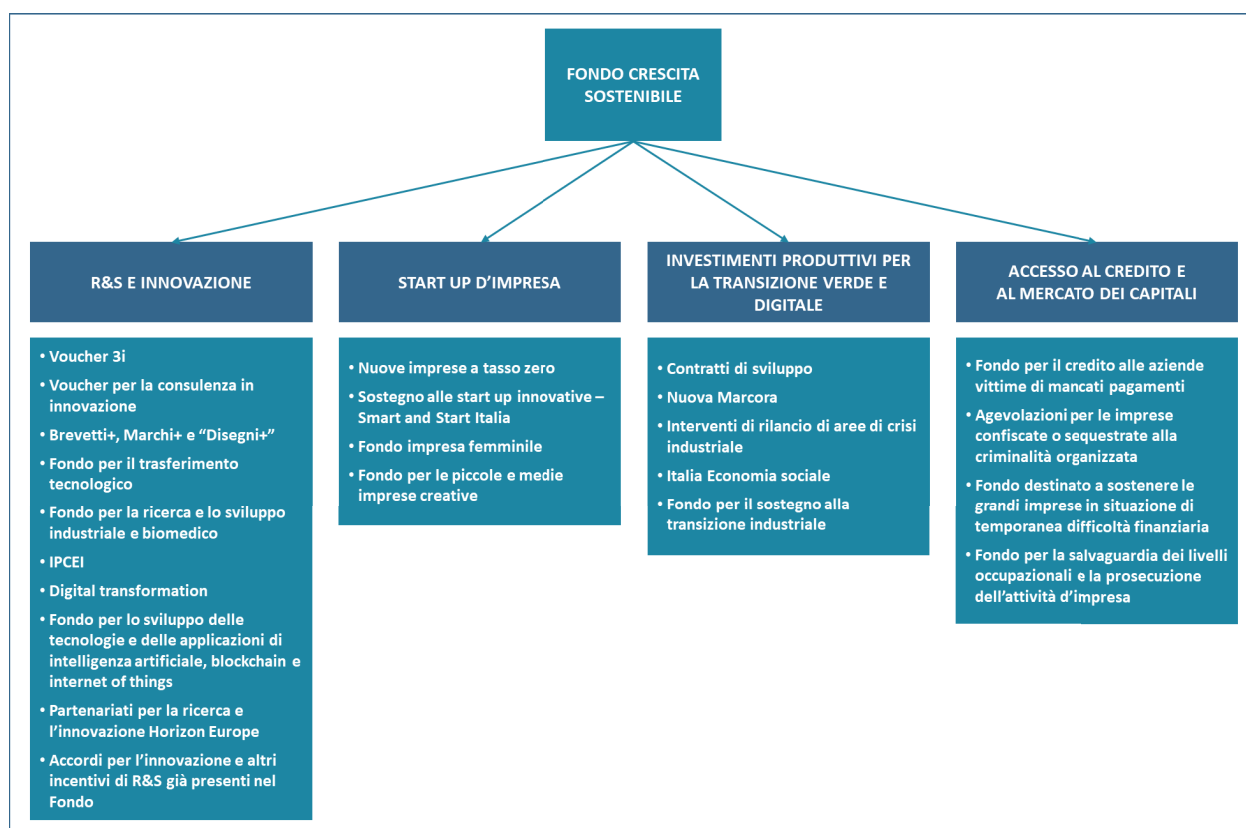 FONDO CRESCITA
SOSTENIBILE
R&S E INNOVAZIONE
• Voucher 3i
• Voucher per la consulenza in
innovazione
• Brevetti+, Marchi+ e “Disegni+”
• Fondo per il trasferimento
tecnologico
• Fondo per la ricerca e lo sviluppo
industriale e biomedico
• IPCEI
• Digital transformation
• Fondo per lo sviluppo delle
tecnologie e delle applicazioni di
intelligenza artificiale, blockchain e
internet of things
• Partenariati per la ricerca e
l’innovazione Horizon Europe
• Accordi per l’innovazione e altri
incentivi di R&S già presenti nel
Fondo
START UP D’IMPRESA
• Nuove imprese a tasso zero
• Sostegno alle start up innovative –
Smart and Start Italia
• Fondo impresa femminile
• Fondo per le piccole e medie
imprese creative
INVESTIMENTI PRODUTTIVI PER
LA TRANSIZIONE VERDE E
DIGITALE
• Contratti di sviluppo
• Nuova Marcora
• Interventi di rilancio di aree di crisi
industriale
• Italia Economia sociale
• Fondo per il sostegno alla
transizione industriale
ACCESSO AL CREDITO E
AL MERCATO DEI CAPITALI
• Fondo per il credito alle aziende
vittime di mancati pagamenti
• Agevolazioni per le imprese
confiscate o sequestrate alla
criminalità organizzata
• Fondo destinato a sostenere le
grandi imprese in situazione di
temporanea difficoltà finanziaria
• Fondo per la salvaguardia dei livelli
occupazionali e la prosecuzione
dell’attività d’impresa